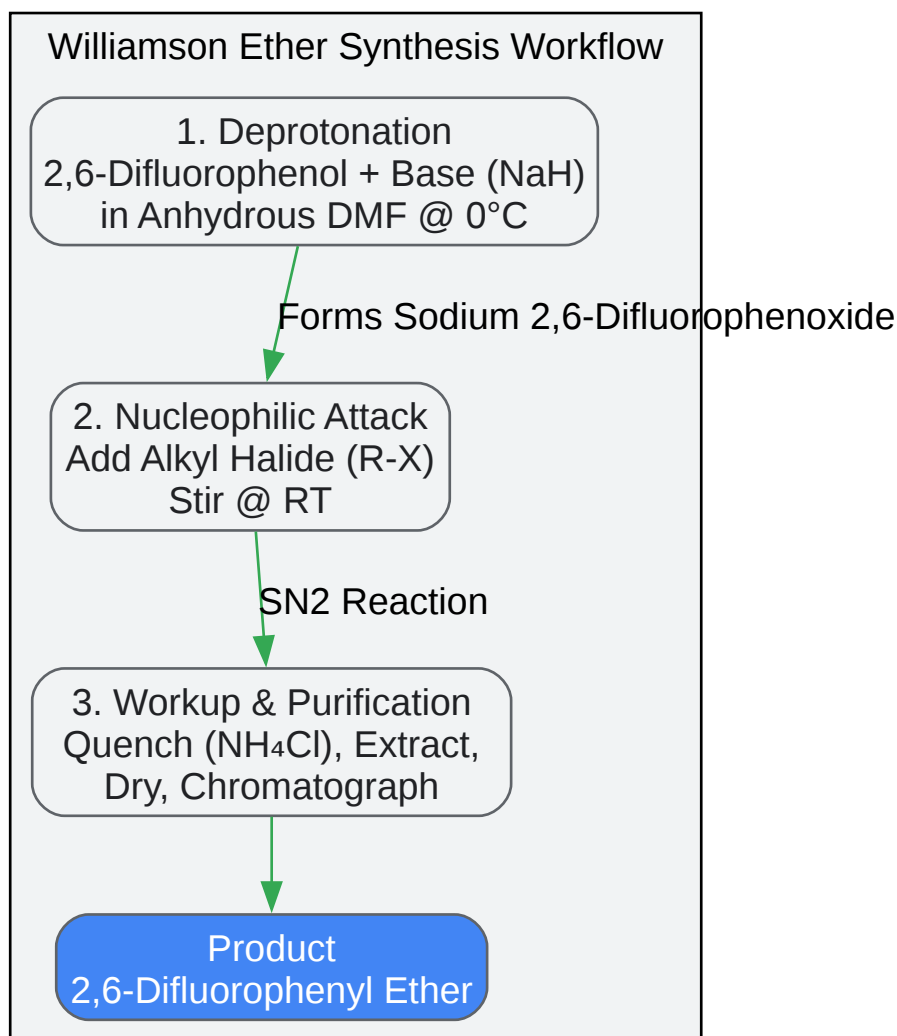 Williamson Ether Synthesis Workflow
1. Deprotonation
2,6-Difluorophenol + Base (NaH)
in Anhydrous DMF @ 0°C
Forms Sodium 2,6-Difluorophenoxide
2. Nucleophilic Attack
Add Alkyl Halide (R-X)
Stir @ RT
SN2 Reaction
3. Workup & Purification
Quench (NH₄Cl), Extract,
Dry, Chromatograph
Product
2,6-Difluorophenyl Ether